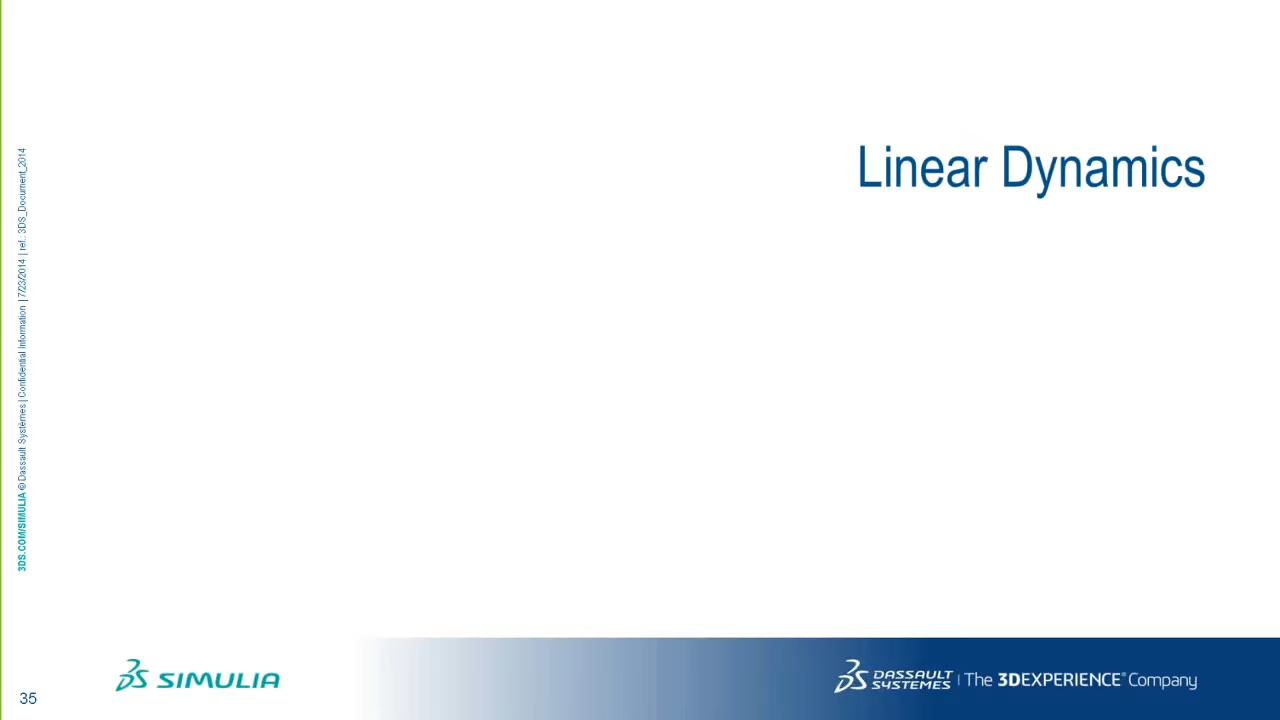 Linear Dynamics
3DS.COM/SIMULIA © Dassault Systèmes | Confidential Information | 7/23/2014 | ref.: 3DS_Document_2014
35
SIMULIA
DASSAULT SYSTEMES | The 3DEXPERIENCE® Company